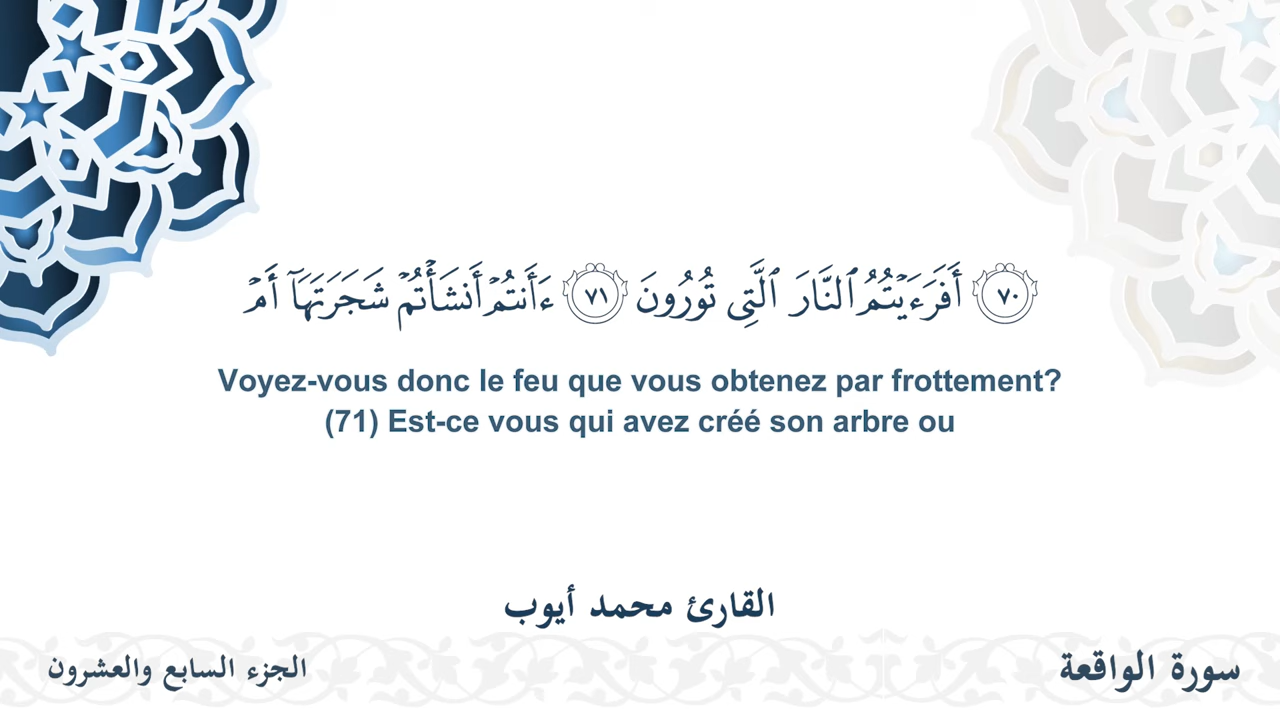 ٧٠ أَفَرَءَيْتُمُ ٱلنَّارَ ٱلَّتِى تُورُونَ ٧١ ءَأَنتُمْ أَنشَأْتُمْ شَجَرَتَهَآ أَمْ
Voyez-vous donc le feu que vous obtenez par frottement?
(71) Est-ce vous qui avez créé son arbre ou
القارئ محمد أيوب
سورة الواقعة
الجزء السابع والعشرون